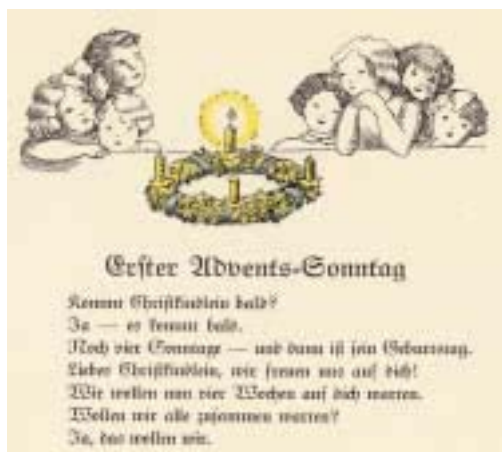 Erster Advents-Sonntag
Kommt Christkindlein bald?
Ja — es kommt bald.
Noch vier Sonntage — und dann ist sein Geburtstag.
Liebes Christkindlein, wir freuen uns auf dich!
Wir wollen nun vier Wochen auf dich warten.
Wollen wir alle zusammen warten?
Ja, das wollen wir.